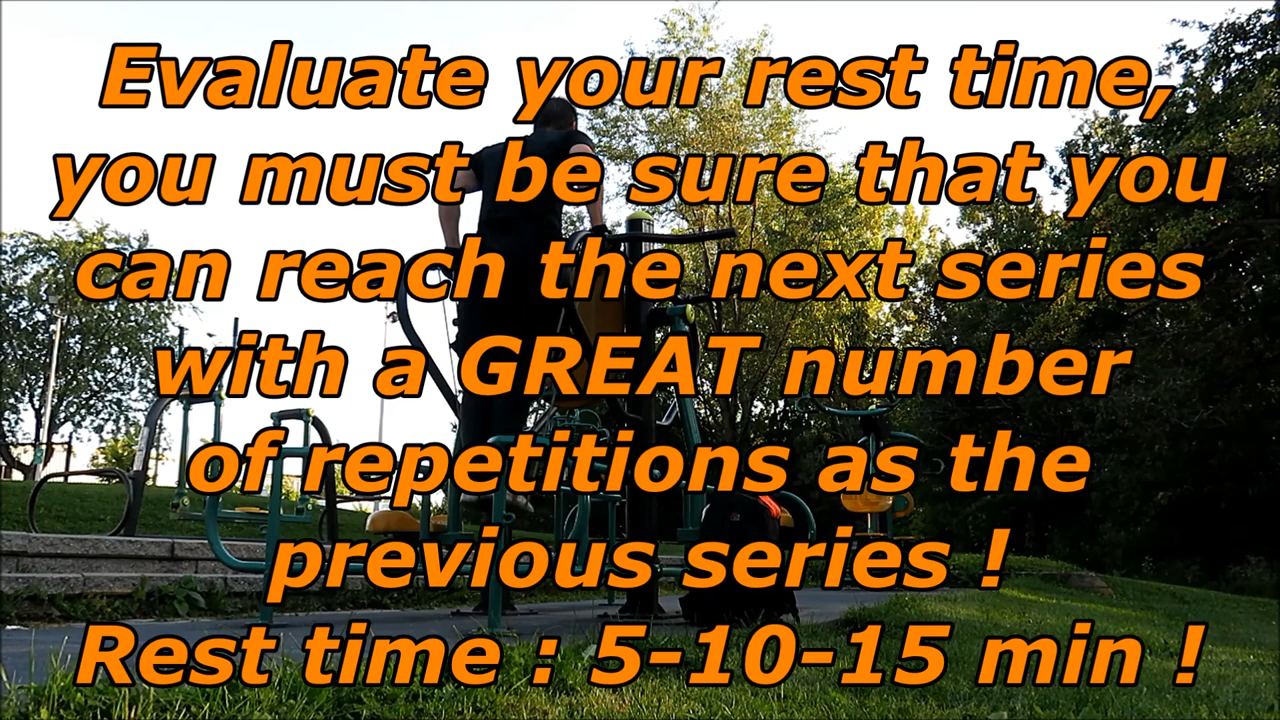 Evaluate your rest time,
you must be sure that you
can reach the next series
with a GREAT number
of repetitions as the
previous series !
Rest time : 5-10-15 min !